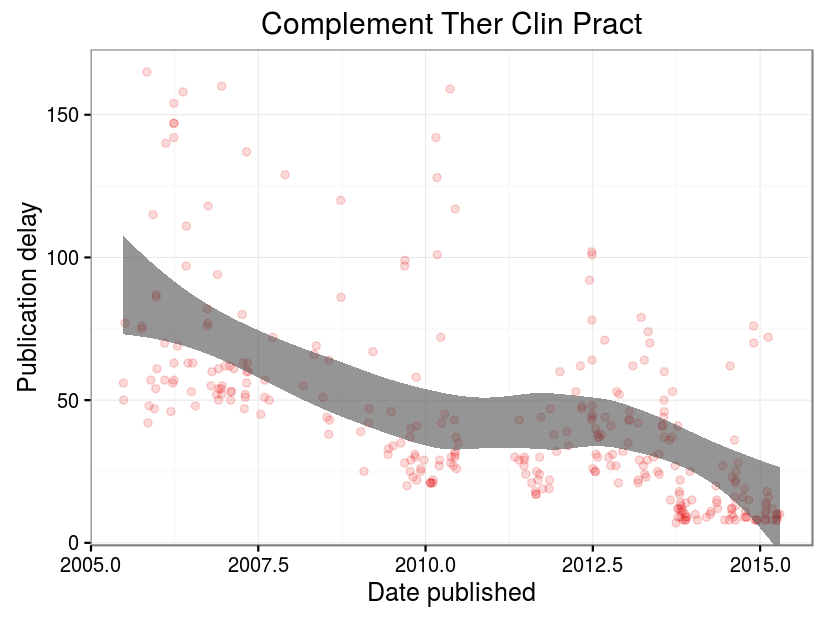 Complement Ther Clin Pract
Publication delay
150
100
50
0
2005.0 2007.5 2010.0 2012.5 2015.0
Date published